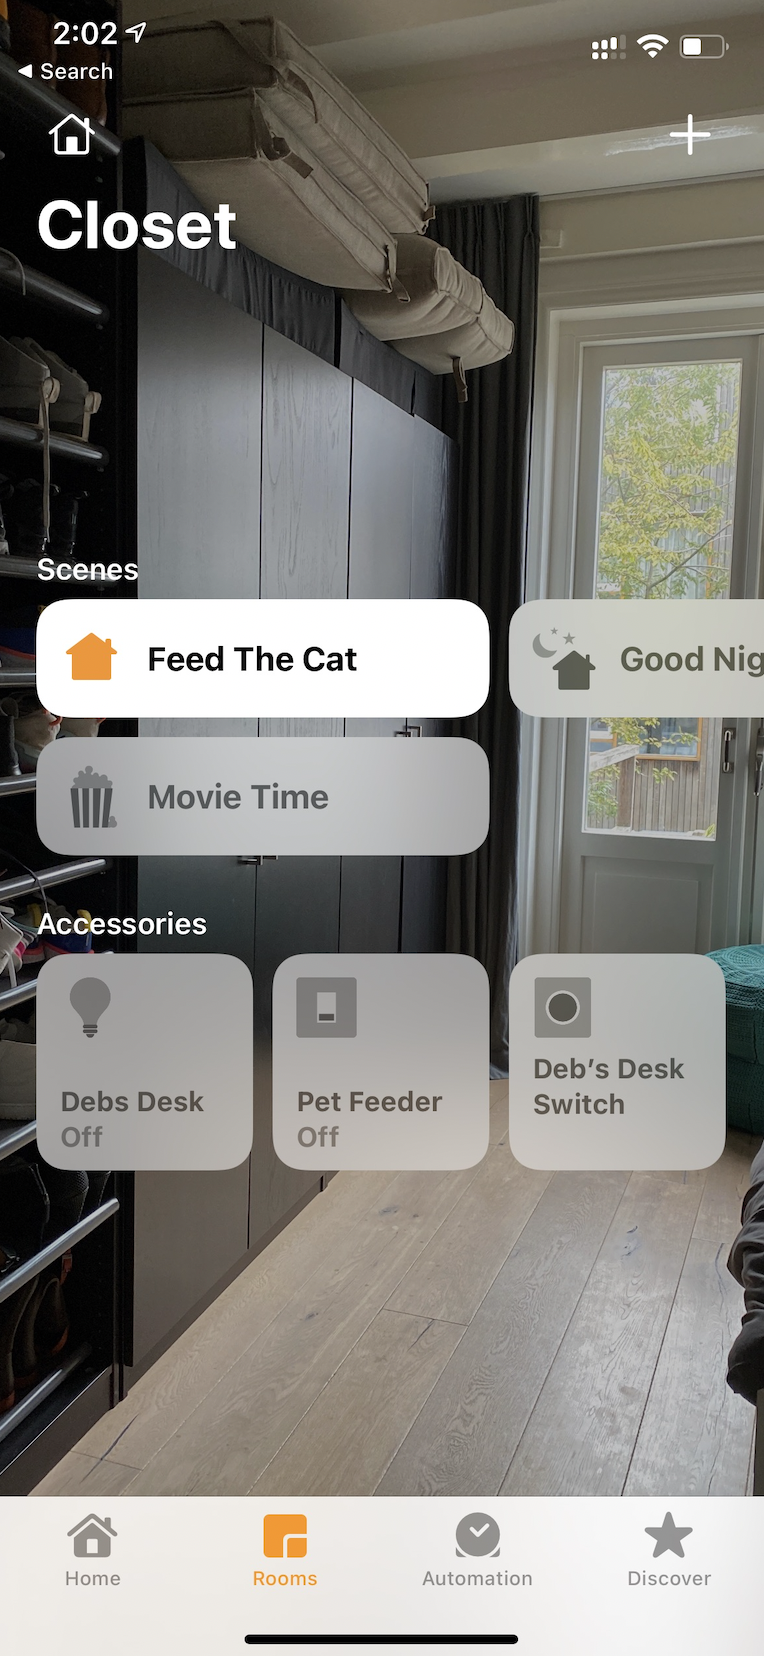 2:02
◀ Search
Closet
Scenes
Feed The Cat
Good Nig
Movie Time
Accessories
Debs Desk
Off
Pet Feeder
Off
Deb’s Desk
Switch
Home
Rooms
Automation
Discover